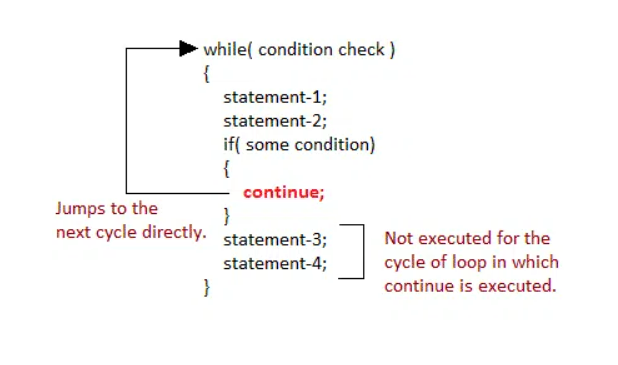 while( condition check )
{
statement-1;
statement-2;
if( some condition)
{
continue;
}
Jumps to the
next cycle directly.
statement-3;
statement-4;
}
Not executed for the
cycle of loop in which
continue is executed.